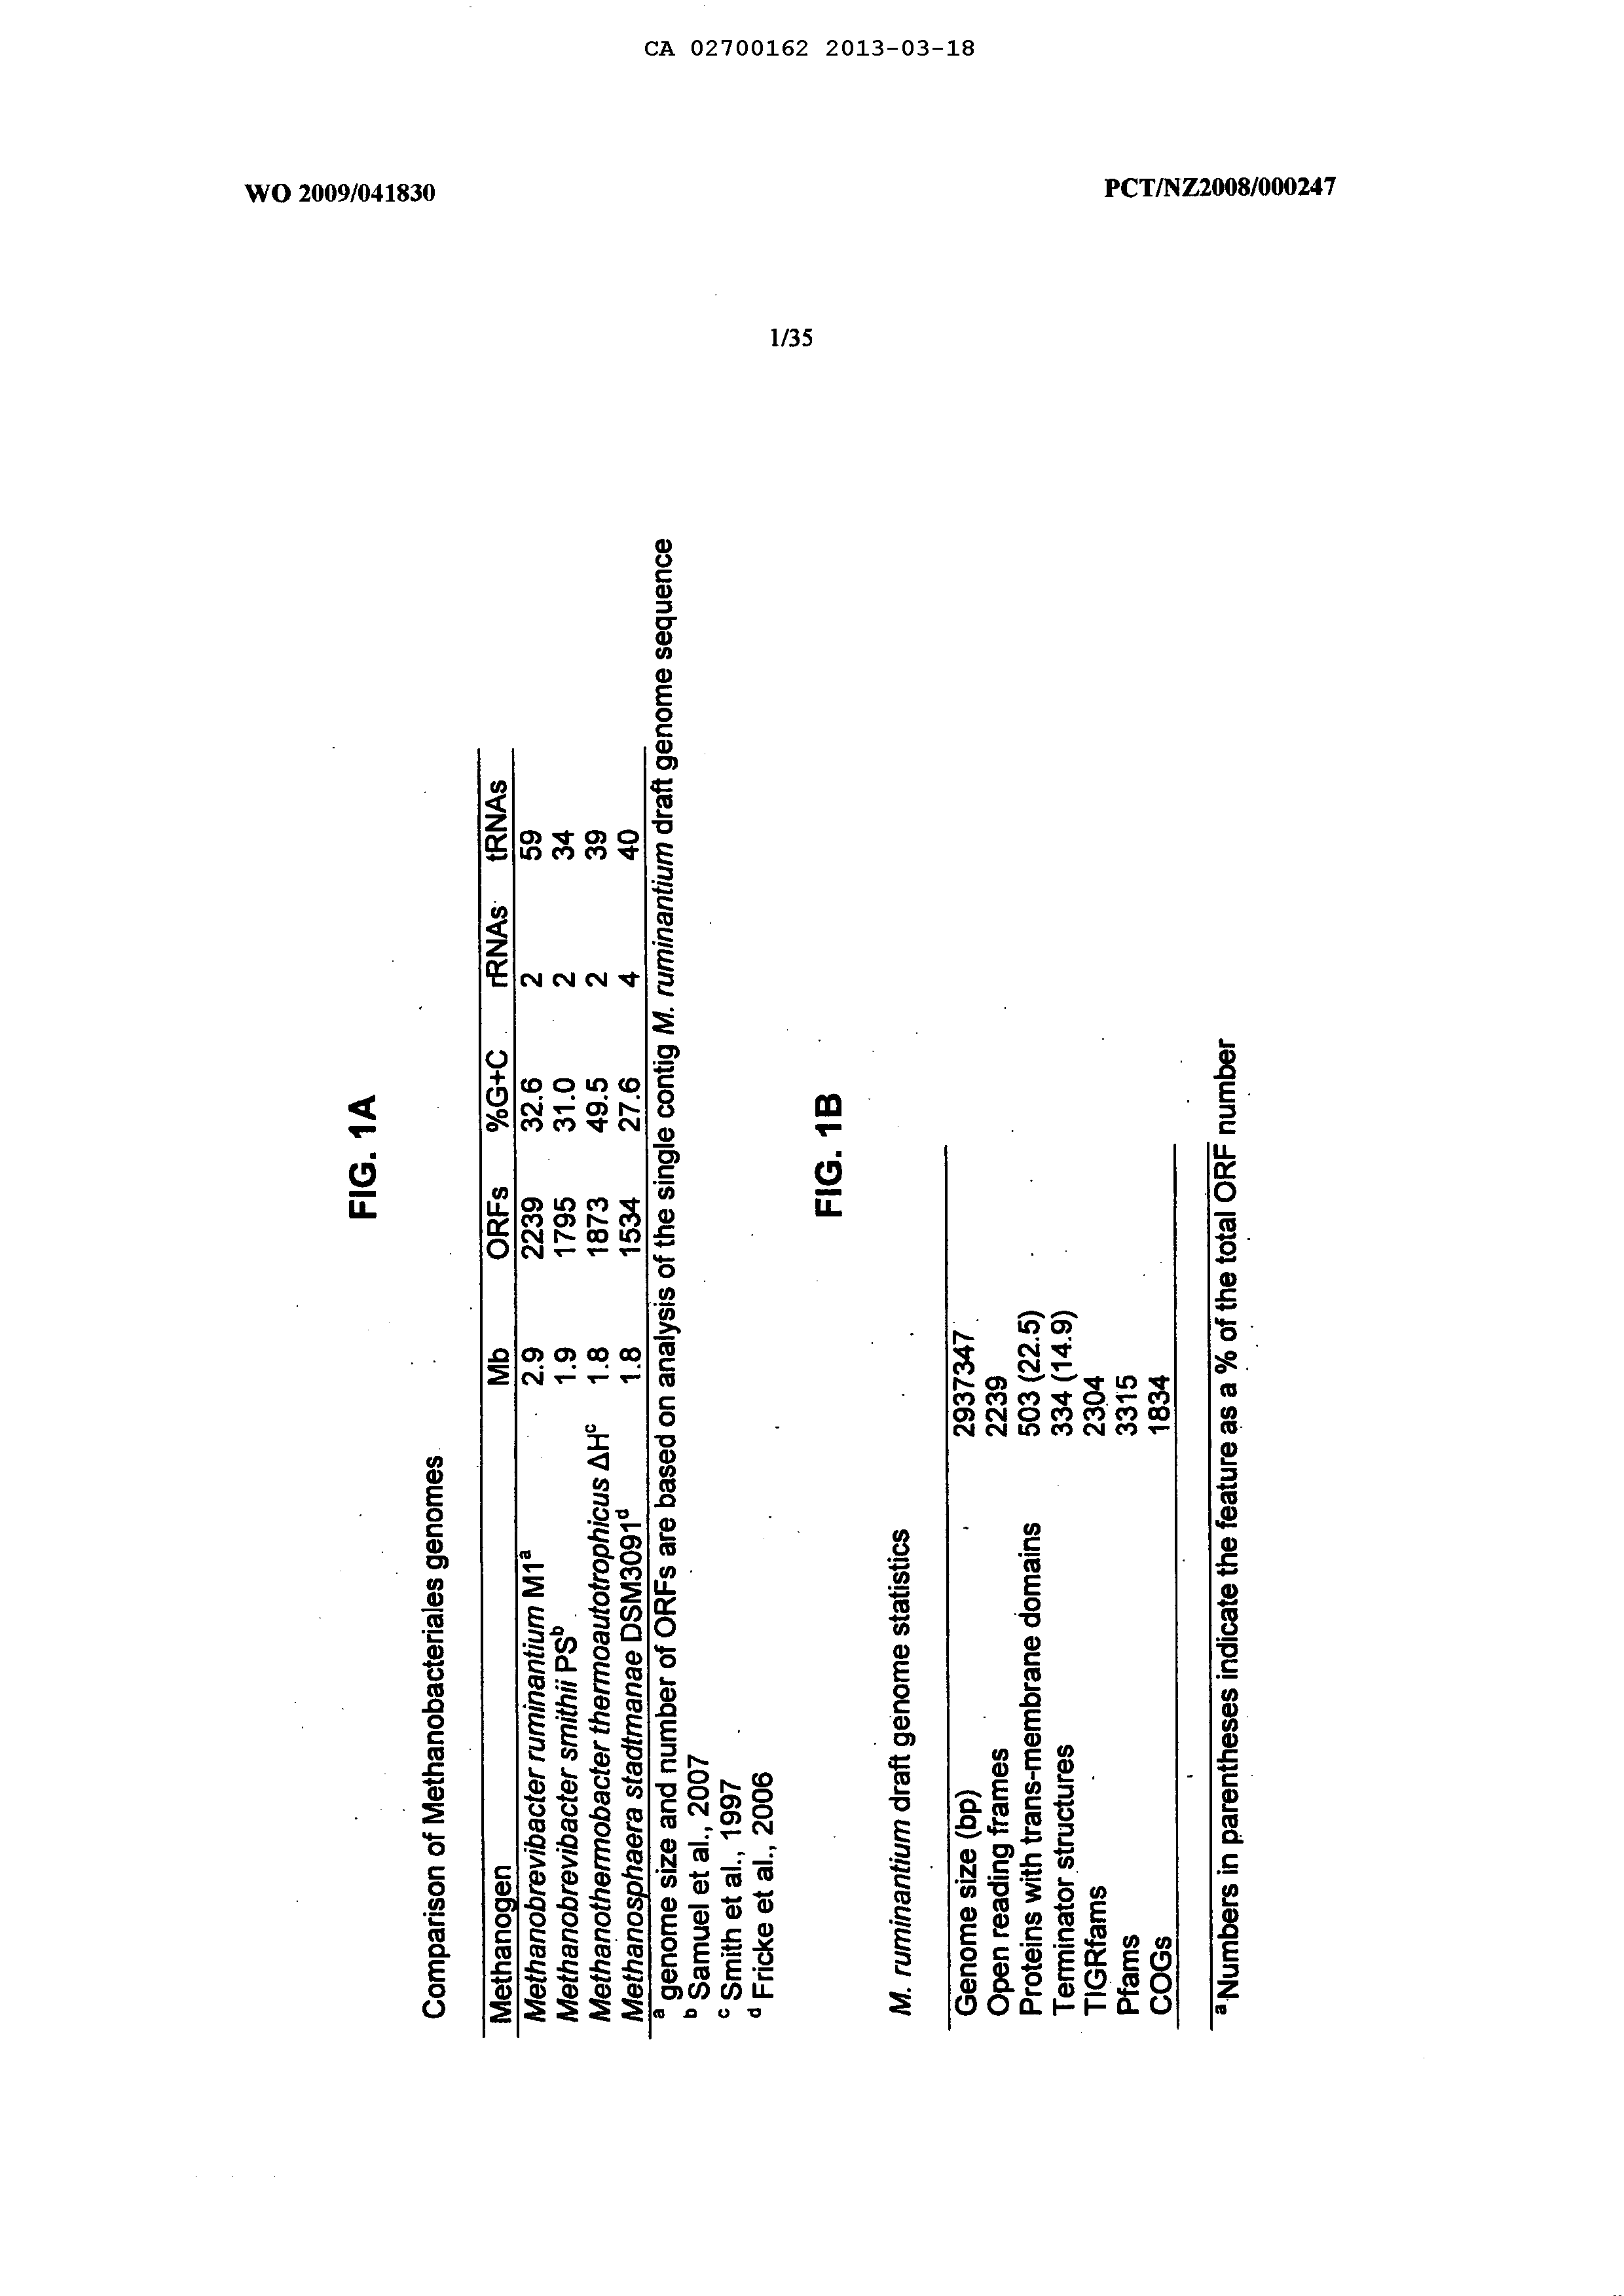 CA 02700162 2013-03-18
WO 2009/041830 PCT/NZ2008/000247
1/35
FIG. 1A
Comparison of Methanobacteriales genomes
Methanogen Mb ORFs %G+C rRNAs tRNAs
Methanobrevibacter ruminantium M1ᵃ 2.9 2239 32.6 2 59
Methanobrevibacter smithii PSᵇ 1.9 1795 31.0 2 34
Methanothermobacter thermoautotrophicus ΔHᶜ 1.8 1873 49.5 2 39
Methanosphaera stadtmanae DSM3091ᵈ 1.8 1534 27.6 4 40
ᵃ genome size and number of ORFs are based on analysis of the single contig M. ruminantium draft genome sequence
ᵇ Samuel et al., 2007
ᶜ Smith et al., 1997
ᵈ Fricke et al., 2006
FIG. 1B
M. ruminantium draft genome statistics
Genome size (bp) 2937347
Open reading frames 2239
Proteins with trans-membrane domains 503 (22.5)
Terminator structures 334 (14.9)
TIGRfams 2304
Pfams 3315
COGs 1834
ᵃ Numbers in parentheses indicate the feature as a % of the total ORF number